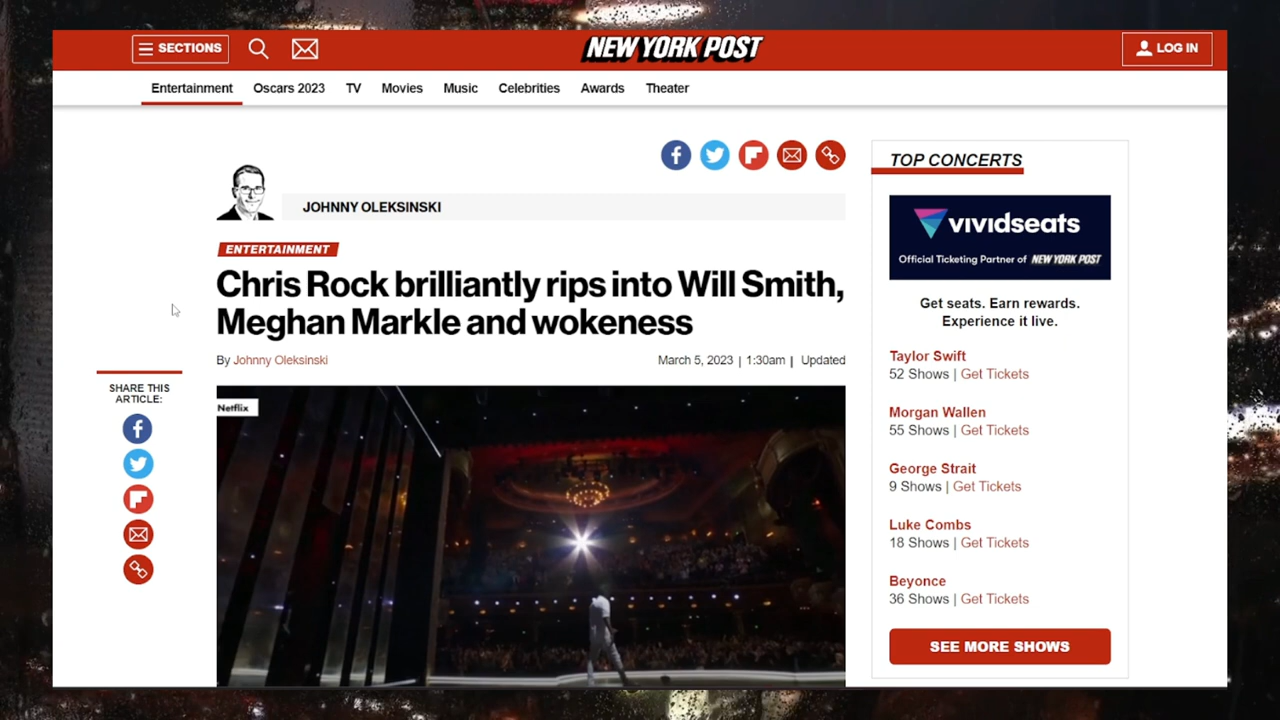 SECTIONS
NEW YORK POST
LOG IN
Entertainment Oscars 2023 TV Movies Music Celebrities Awards Theater
JOHNNY OLEKSINSKI
ENTERTAINMENT
Chris Rock brilliantly rips into Will Smith,
Meghan Markle and wokeness
By Johnny Oleksinski
March 5, 2023 | 1:30am | Updated
SHARE THIS
ARTICLE:
Netflix
TOP CONCERTS
vividseats
Official Ticketing Partner of NEW YORK POST
Get seats. Earn rewards.
Experience it live.
Taylor Swift
52 Shows | Get Tickets
Morgan Wallen
55 Shows | Get Tickets
George Strait
9 Shows | Get Tickets
Luke Combs
18 Shows | Get Tickets
Beyonce
36 Shows | Get Tickets
SEE MORE SHOWS